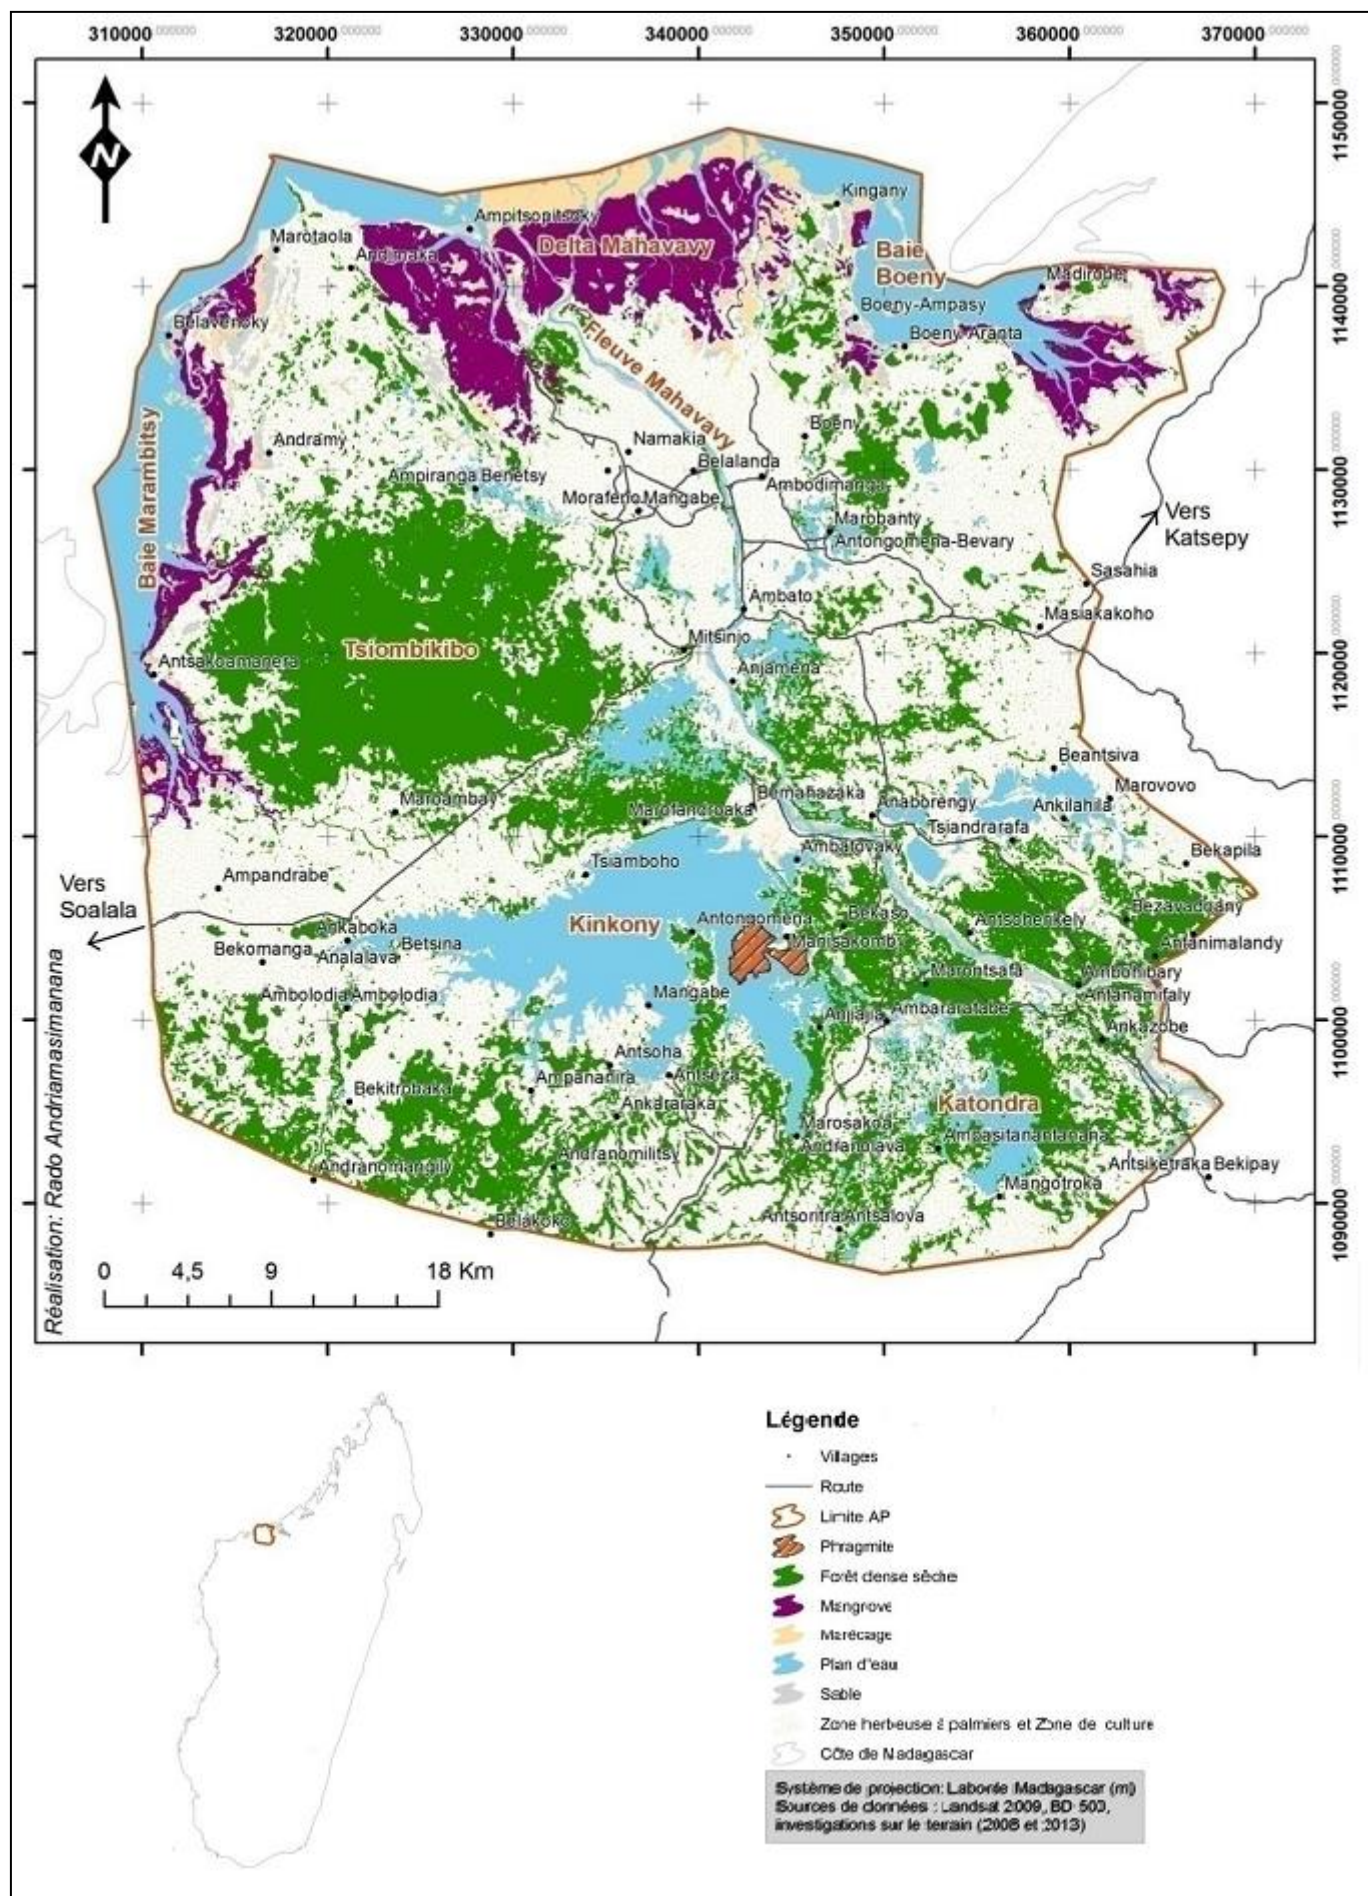 310000 320000 330000 340000 350000 360000 370000
1150000
1140000
1130000
1120000
1110000
1100000
1090000
N
Kingany
Ampitsopitsoky
Delta Mahavavy
Marotaola
Andimaka
Baie
Boeny
Madirobe
Belavenoky
Boeny-Ampasy
Boeny-Aranta
Fleuve Mahavavy
Baie Marambitsy
Andramy
Namakia
Boeny
Ampiranga Benetsy
Belalanda
Ambodimanga
Morafeno Mangabe
Marobanty
Antongomena-Bevary
Vers
Katsepy
Sasahia
Ambato
Masiakakoho
Mitsinjo
Tsiombikibo
Antsakoamanera
Anjamena
Beantsiva
Marovovo
Maroambay
Marofandroaka
Bemahazaka
Anaborengy
Ankilahila
Tsiandrarafa
Tsiamboho
Ambatovaky
Bekapila
Vers
Soalala
Ampandrabe
Kinkony
Antongomena
Bekaso
Antsohenkely
Bezavadoany
Ankaboka
Bekomanga
Analalava
Betsina
Antanimalandy
Marontsafa
Ambohibary
Ambolodia Ambolodia
Mangabe
Anjiajia
Ambararatabe
Antanamifaly
Ankazobe
Antsoha
Bekitrobaka
Ampananira
Antseza
Ankararaka
Katondra
Marosakoa
Andranolava
Ampasitanantanana
Andranomangily
Andranomilitsy
Antsiketraka Bekipay
Mangotroka
Belakoko
Antsoritra Antsalova
0 4,5 9 18 Km
Réalisation: Rado Andriamasimanana
Légende
Villages
Route
Limite AP
Phragmite
Forêt dense sèche
Mangrove
Marécage
Plan d'eau
Sable
Zone herbeuse à palmiers et Zone de culture
Côte de Madagascar
Système de projection: Laborde Madagascar (m)
Sources de données : Landsat 2009, BD 500,
investigations sur le terrain (2008 et 2013)